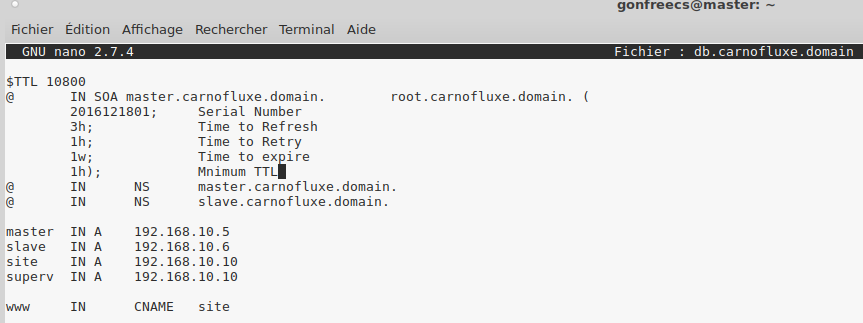 gonfreecs@master: ~
Fichier Édition Affichage Rechercher Terminal Aide
GNU nano 2.7.4 Fichier : db.carnofluxe.domain
$TTL 10800
@ IN SOA master.carnofluxe.domain. root.carnofluxe.domain. (
2016121801; Serial Number
3h; Time to Refresh
1h; Time to Retry
1w; Time to expire
1h); Mnimum TTL
@ IN NS master.carnofluxe.domain.
@ IN NS slave.carnofluxe.domain.
master IN A 192.168.10.5
slave IN A 192.168.10.6
site IN A 192.168.10.10
superv IN A 192.168.10.10
www IN CNAME site